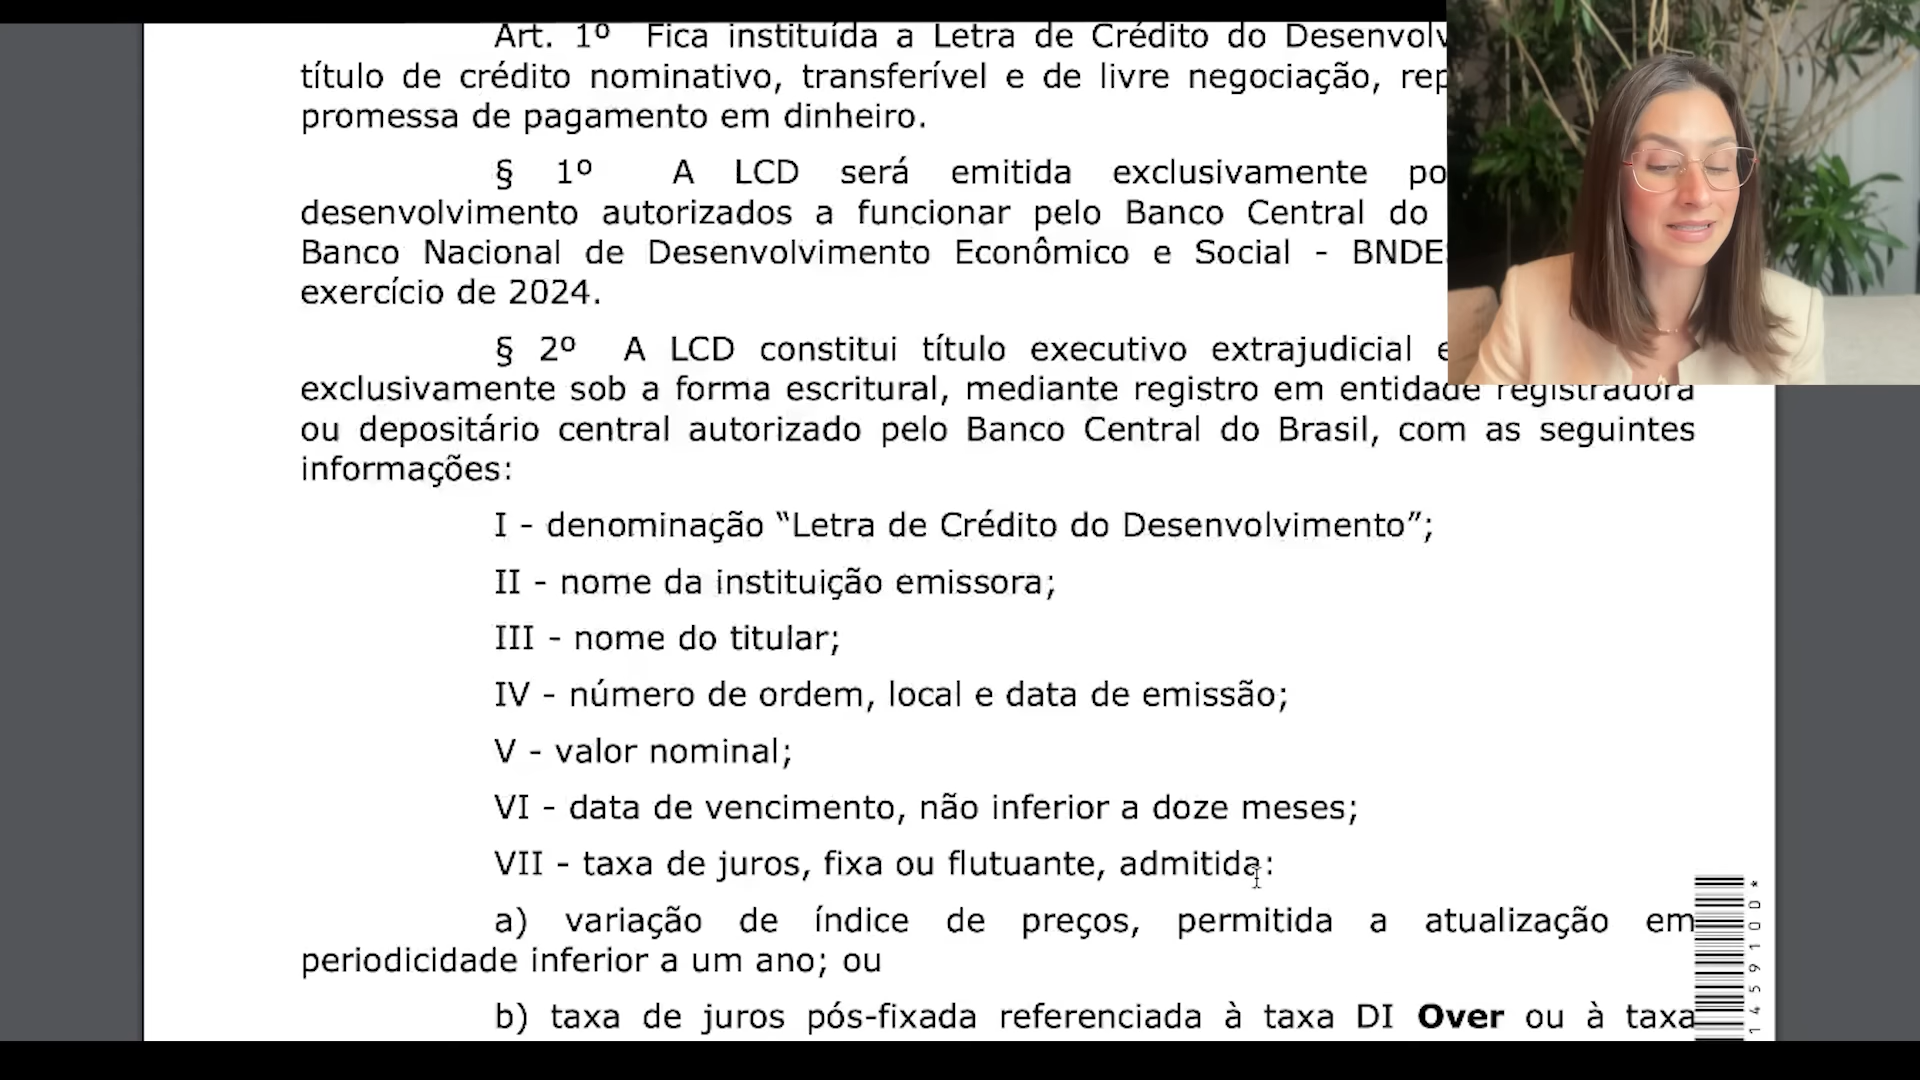 Art. 1º Fica instituída a Letra de Crédito do
título de crédito nominativo, transferível e de livre negociação,
promessa de pagamento em dinheiro.
§ 1º A LCD será emitida exclusivamente
desenvolvimento autorizados a funcionar pelo Banco Central do
Banco Nacional de Desenvolvimento Econômico e Social -
exercício de 2024.
§ 2º A LCD constitui título executivo extrajudicial
exclusivamente sob a forma escritural, mediante registro em entidade registradora
ou depositário central autorizado pelo Banco Central do Brasil, com as seguintes
informações:
I - denominação “Letra de Crédito do Desenvolvimento”;
II - nome da instituição emissora;
III - nome do titular;
IV - número de ordem, local e data de emissão;
V - valor nominal;
VI - data de vencimento, não inferior a doze meses;
VII - taxa de juros, fixa ou flutuante, admitida:
a) variação de índice de preços, permitida a atualização em
periodicidade inferior a um ano; ou
b) taxa de juros pós-fixada referenciada à taxa DI Over ou à taxa
1459100*